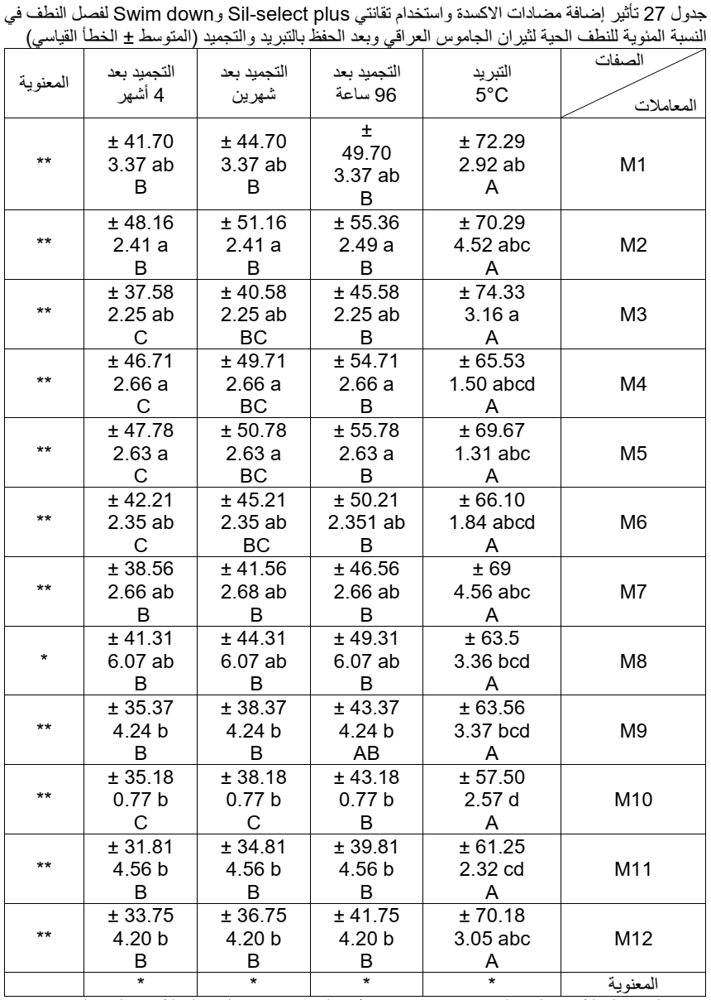 جدول 27 تأثير إضافة مضادات الاكسدة واستخدام تقانتي Sil-select plus وSwim down لفصل النطف في
النسبة المئوية للنطف الحية لثيران الجاموس العراقي وبعد الحفظ بالتبريد والتجميد (المتوسط ± الخطأ القياسي)
الصفات
المعاملات
التبريد
5°C
التجميد بعد
96 ساعة
التجميد بعد
شهرين
التجميد بعد
4 أشهر
المعنوية
M1
72.29 ±
2.92 ab
A
±
49.70
3.37 ab
B
44.70 ±
3.37 ab
B
41.70 ±
3.37 ab
B
**
M2
70.29 ±
4.52 abc
A
55.36 ±
2.49 a
B
51.16 ±
2.41 a
B
48.16 ±
2.41 a
B
**
M3
74.33 ±
3.16 a
A
45.58 ±
2.25 ab
B
40.58 ±
2.25 ab
BC
37.58 ±
2.25 ab
C
**
M4
65.53 ±
1.50 abcd
A
54.71 ±
2.66 a
B
49.71 ±
2.66 a
BC
46.71 ±
2.66 a
C
**
M5
69.67 ±
1.31 abc
A
55.78 ±
2.63 a
B
50.78 ±
2.63 a
BC
47.78 ±
2.63 a
C
**
M6
66.10 ±
1.84 abcd
A
50.21 ±
2.351 ab
B
45.21 ±
2.35 ab
BC
42.21 ±
2.35 ab
C
**
M7
69 ±
4.56 abc
A
46.56 ±
2.66 ab
B
41.56 ±
2.68 ab
B
38.56 ±
2.66 ab
B
**
M8
63.5 ±
3.36 bcd
A
49.31 ±
6.07 ab
B
44.31 ±
6.07 ab
B
41.31 ±
6.07 ab
B
*
M9
63.56 ±
3.37 bcd
A
43.37 ±
4.24 b
AB
38.37 ±
4.24 b
B
35.37 ±
4.24 b
B
**
M10
57.50 ±
2.57 d
A
43.18 ±
0.77 b
B
38.18 ±
0.77 b
C
35.18 ±
0.77 b
C
**
M11
61.25 ±
2.32 cd
A
39.81 ±
4.56 b
B
34.81 ±
4.56 b
B
31.81 ±
4.56 b
B
**
M12
70.18 ±
3.05 abc
A
41.75 ±
4.20 b
B
36.75 ±
4.20 b
B
33.75 ±
4.20 b
B
**
المعنوية
*
*
*
*